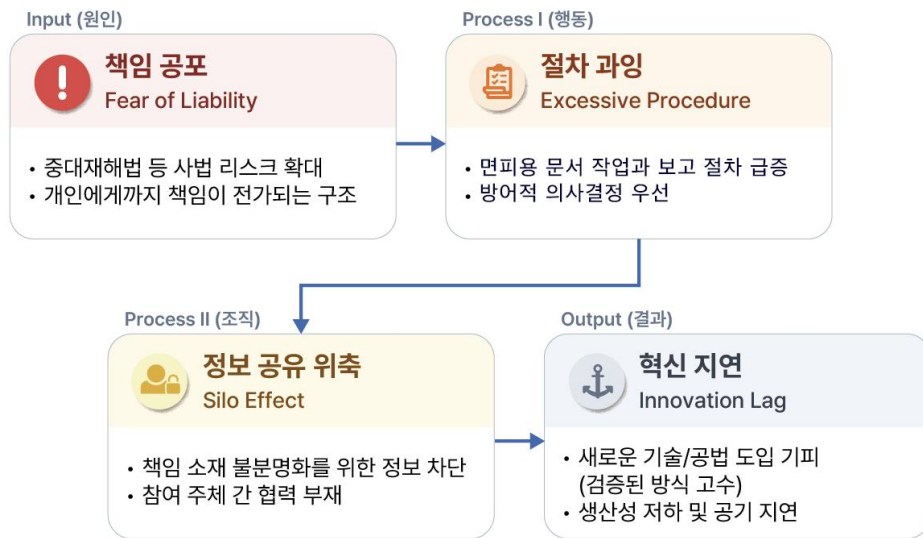 Input (원인)
책임 공포
Fear of Liability
• 중대재해법 등 사법 리스크 확대
• 개인에게까지 책임이 전가되는 구조
Process I (행동)
절차 과잉
Excessive Procedure
• 면피용 문서 작업과 보고 절차 급증
• 방어적 의사결정 우선
Process II (조직)
정보 공유 위축
Silo Effect
• 책임 소재 불분명화를 위한 정보 차단
• 참여 주체 간 협력 부재
Output (결과)
혁신 지연
Innovation Lag
• 새로운 기술/공법 도입 기피
(검증된 방식 고수)
• 생산성 저하 및 공기 지연